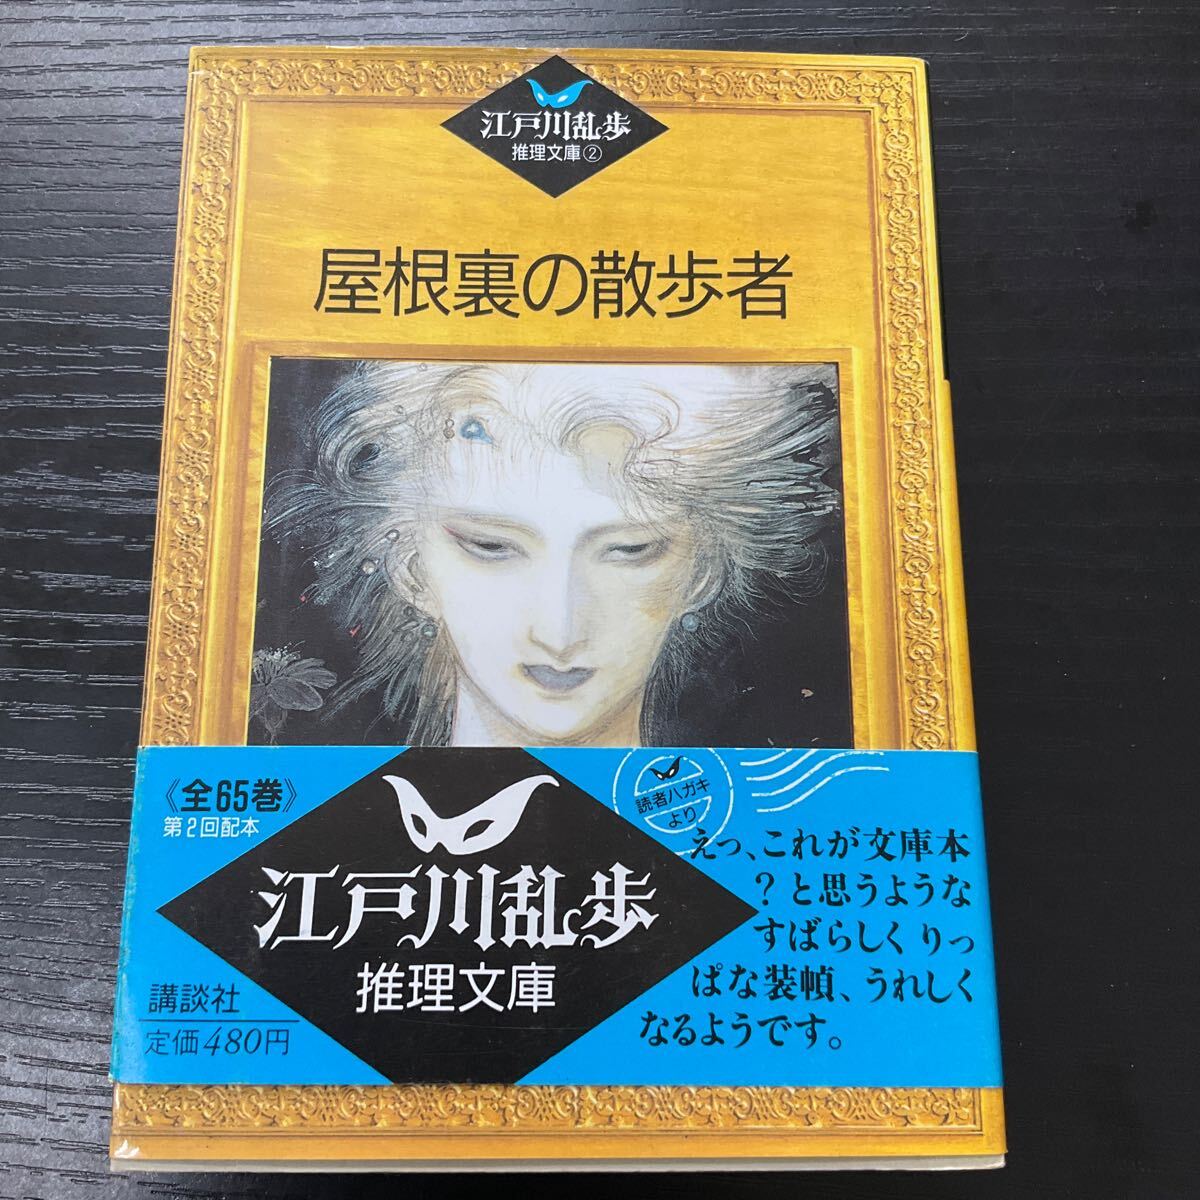 江戸川乱歩
推理文庫②
屋根裏の散歩者
《全65巻》
第2回配本
江戸川乱歩
推理文庫
講談社
定価480円
読者ハガキ
より
えっ、これが文庫本
?と思うような
すばらしくりっ
ぱな装幀、うれしく
なるようです。